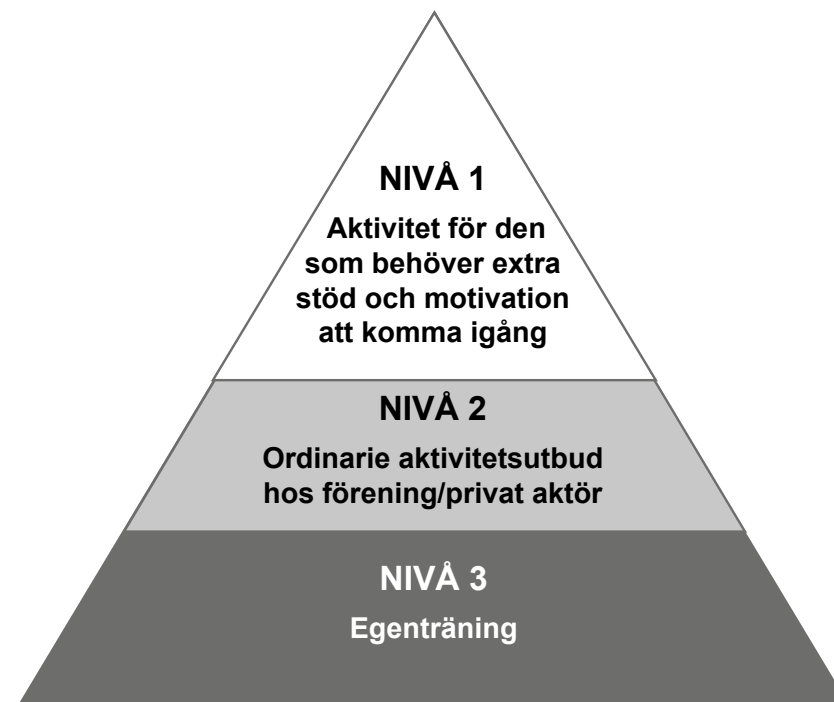 NIVÅ 1
Aktivitet för den
som behöver extra
stöd och motivation
att komma igång
NIVÅ 2
Ordinarie aktivitetsutbud
hos förening/privat aktör
NIVÅ 3
Egenträning